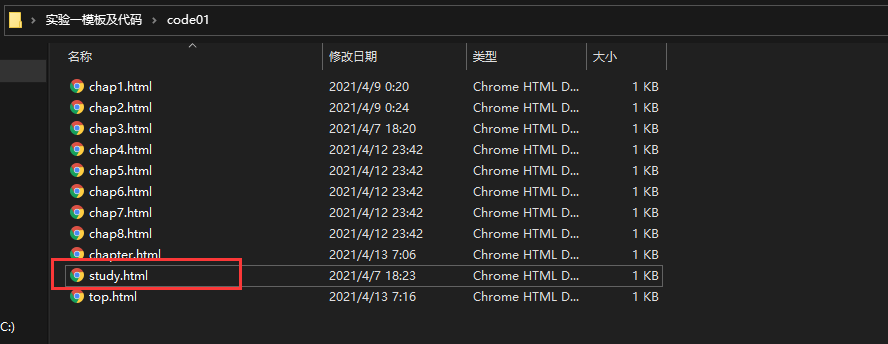 实验一模板及代码 > code01
名称 修改日期 类型 大小
chap1.html 2021/4/9 0:20 Chrome HTML D... 1 KB
chap2.html 2021/4/9 0:24 Chrome HTML D... 1 KB
chap3.html 2021/4/7 18:20 Chrome HTML D... 1 KB
chap4.html 2021/4/12 23:42 Chrome HTML D... 1 KB
chap5.html 2021/4/12 23:42 Chrome HTML D... 1 KB
chap6.html 2021/4/12 23:42 Chrome HTML D... 1 KB
chap7.html 2021/4/12 23:42 Chrome HTML D... 1 KB
chap8.html 2021/4/12 23:42 Chrome HTML D... 1 KB
chapter.html 2021/4/13 7:06 Chrome HTML D... 1 KB
study.html 2021/4/7 18:23 Chrome HTML D... 1 KB
top.html 2021/4/13 7:16 Chrome HTML D... 1 KB
C:)